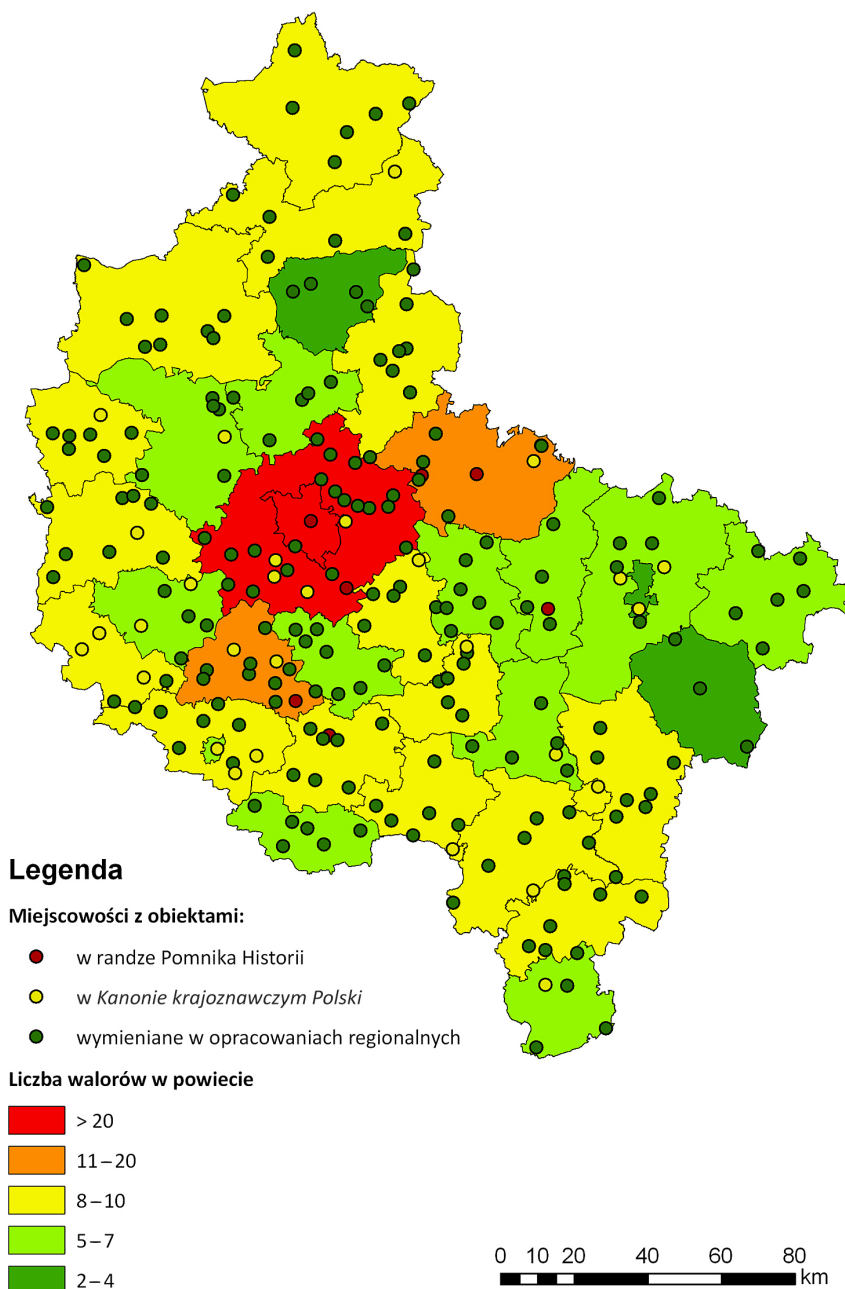 Legenda
Miejscowości z obiektami:
w randze Pomnika Historii
w Kanonie krajoznawczym Polski
wymieniane w opracowaniach regionalnych
Liczba walorów w powiecie
> 20
11 – 20
8 – 10
5 – 7
2 – 4
0 10 20 40 60 80
km